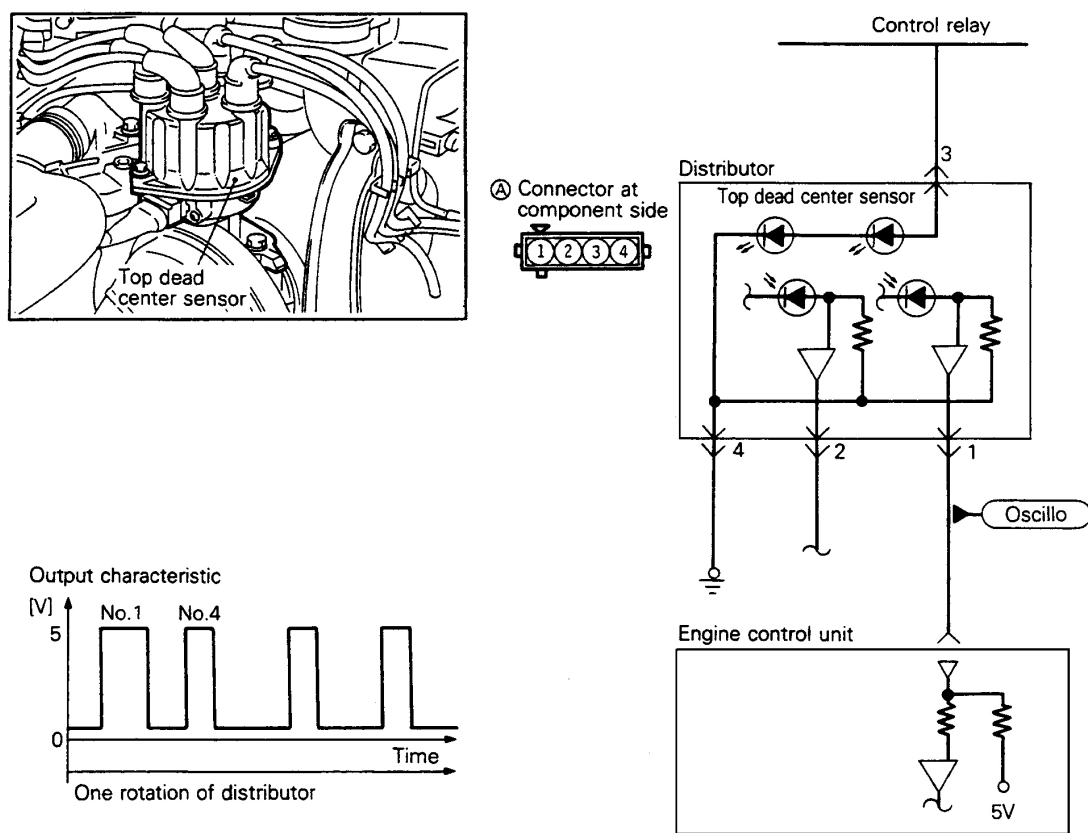 Control relay
Distributor
3
Top dead center sensor
Ⓐ Connector at
component side
1 2 3 4
Top dead
center sensor
4
2
1
Oscillo
Output characteristic
[V]
No.1 No.4
5
0
Time
One rotation of distributor
Engine control unit
5V